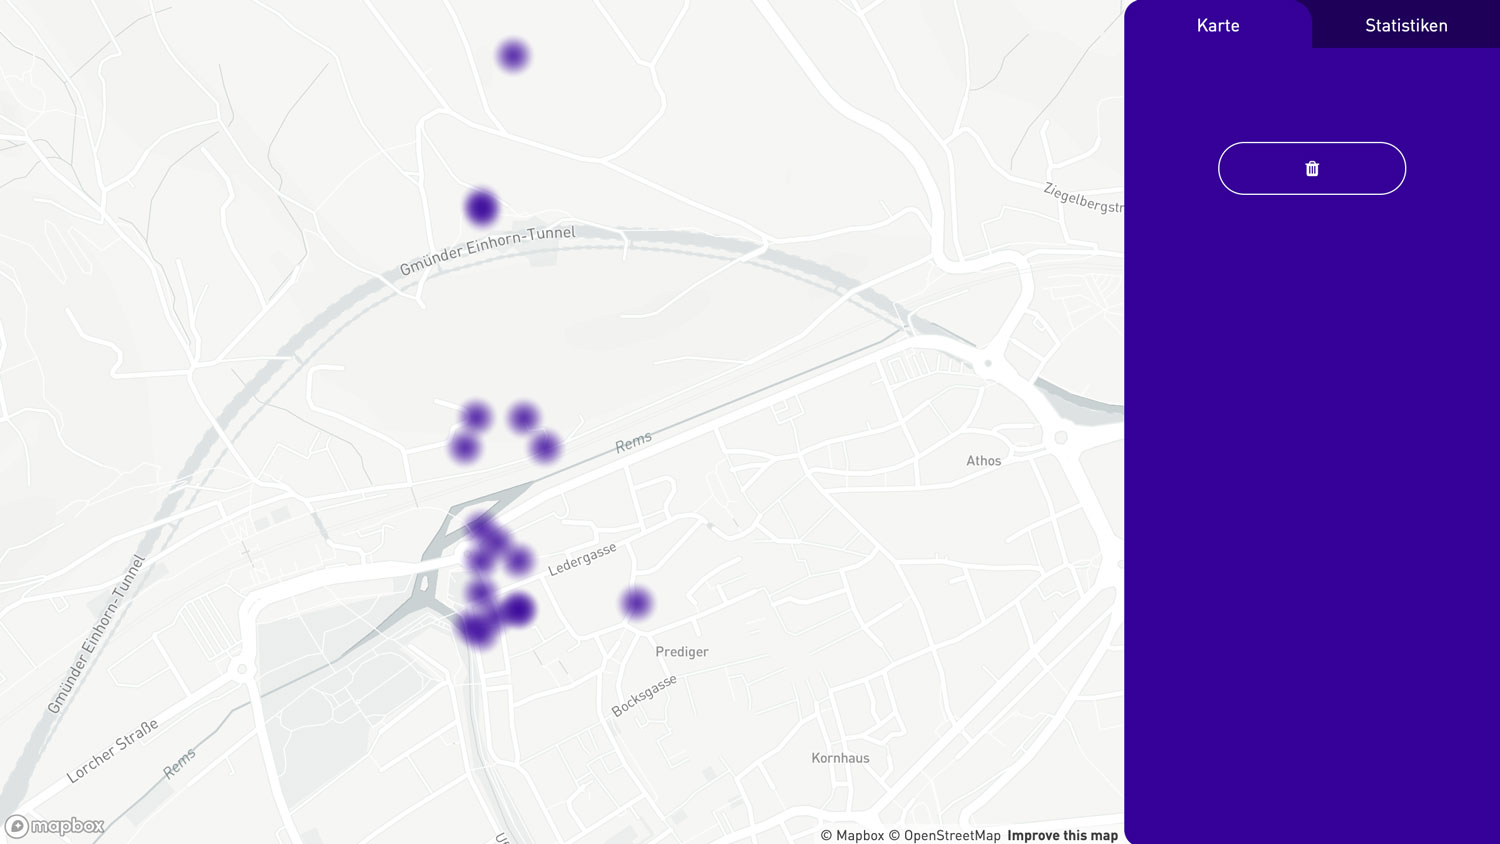 Karte
Statistiken
Ziegelbergstr
Gmünder Einhorn-Tunnel
Rems
Athos
Ledergasse
Gmünder Einhorn-Tunnel
Prediger
Bocksgasse
Lorcher Straße
Rems
Kornhaus
mapbox
© Mapbox © OpenStreetMap Improve this map